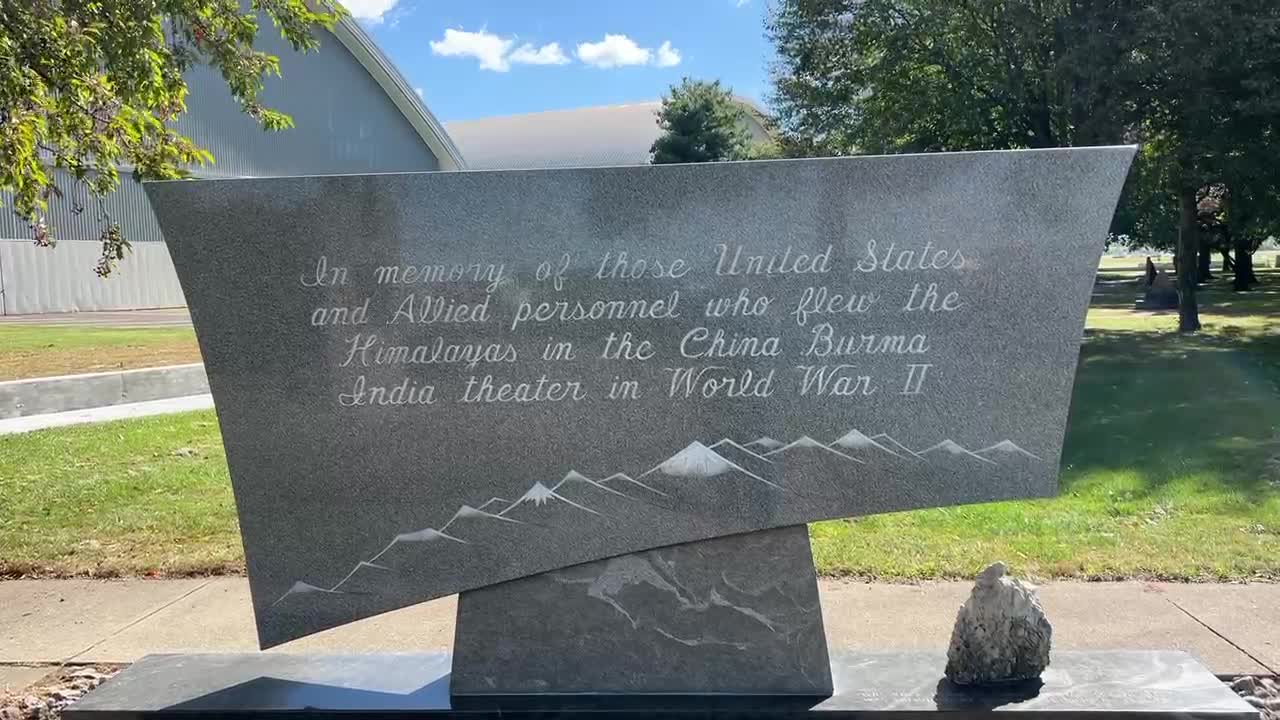 In memory of those United States
and Allied personnel who flew the
Himalayas in the China Burma
India theater in World War II